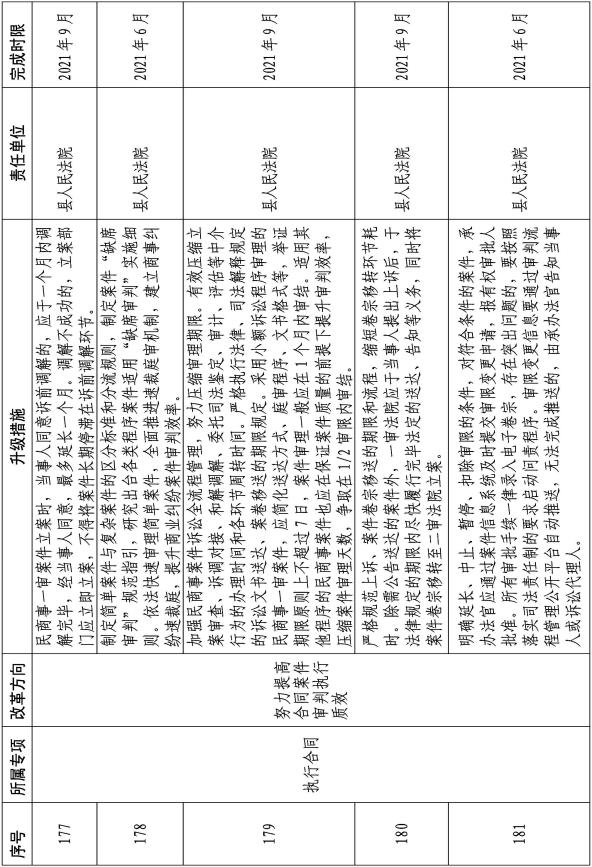 序号
所属专项
改革方向
升级措施
责任单位
完成时限
177
执行合同
努力提高
合同案件
审判执行
质效
民商事一审案件立案时，当事人同意诉前调解的，应于一个月内调
解完毕，经当事人同意，最多延长一个月。调解不成功的，立案部
门应立即立案，不得将案件长期停滞在诉前调解环节。
县人民法院
2021年9月
178
制定简单案件与复杂案件的区分标准和分流规则，制定案件“缺席
审判”规范指引，研究出台各类程序案件适用“缺席审判”实施细
则。依法快速审理简单案件，全面推进速裁庭审机制，建立商事纠
纷速裁庭，提升商业纠纷案件审判效率。
县人民法院
2021年6月
179
加强民商事案件诉讼全流程管理，努力压缩审理期限。有效压缩立
案审查、诉调对接、和解调解、委托司法鉴定、审计、评估等中介
行为的办理时间和各环节周转时间。严格执行法律、司法解释规定
的诉讼文书送达、案卷移送的期限规定。采用小额诉讼程序审理的
民商事一审案件，应简化送达方式、庭审程序、文书格式等，举证
期限原则上不超过7日，案件审理一般应在1个月内审结。适用其
他程序的民商事案件也应在保证案件质量的前提下提升审判效率，
压缩案件审理天数，争取在1/2审限内审结。
县人民法院
2021年9月
180
严格规范上诉、案件卷宗移送的期限和流程，缩短卷宗移转环节耗
时。除需公告送达的案件外，一审法院应于当事人提出上诉后，于
法律规定的期限内尽快履行完毕法定的送达、告知等义务，同时将
案件卷宗移转至二审法院立案。
县人民法院
2021年9月
181
明确延长、中止、暂停、扣除审限的条件，对符合条件的案件，承
办法官应通过案件信息系统及时提交审限变更申请，报有权审批人
批准。所有审批手续一律录入电子卷宗，存在突出问题的，要按照
落实司法责任制的要求启动问责程序。审限变更信息要通过审判流
程管理公开平台自动推送的，无法完成推送的，由承办法官告知当事
人或诉讼代理人。
县人民法院
2021年6月